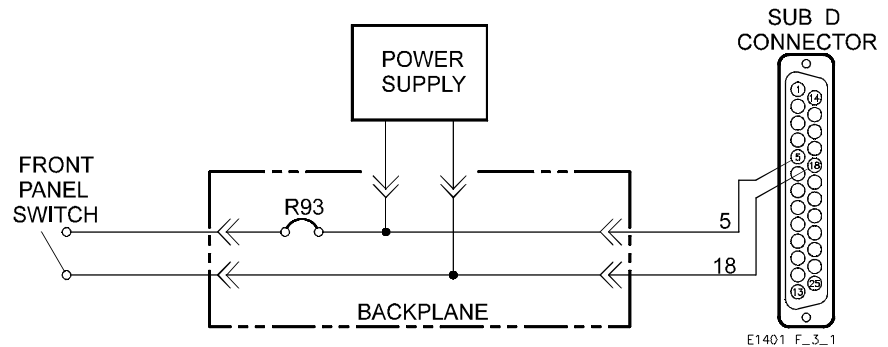 SUB D
CONNECTOR
POWER
SUPPLY
1
14
5
18
FRONT
PANEL
SWITCH
R93
5
18
25
13
BACKPLANE
E1401 F_3_1